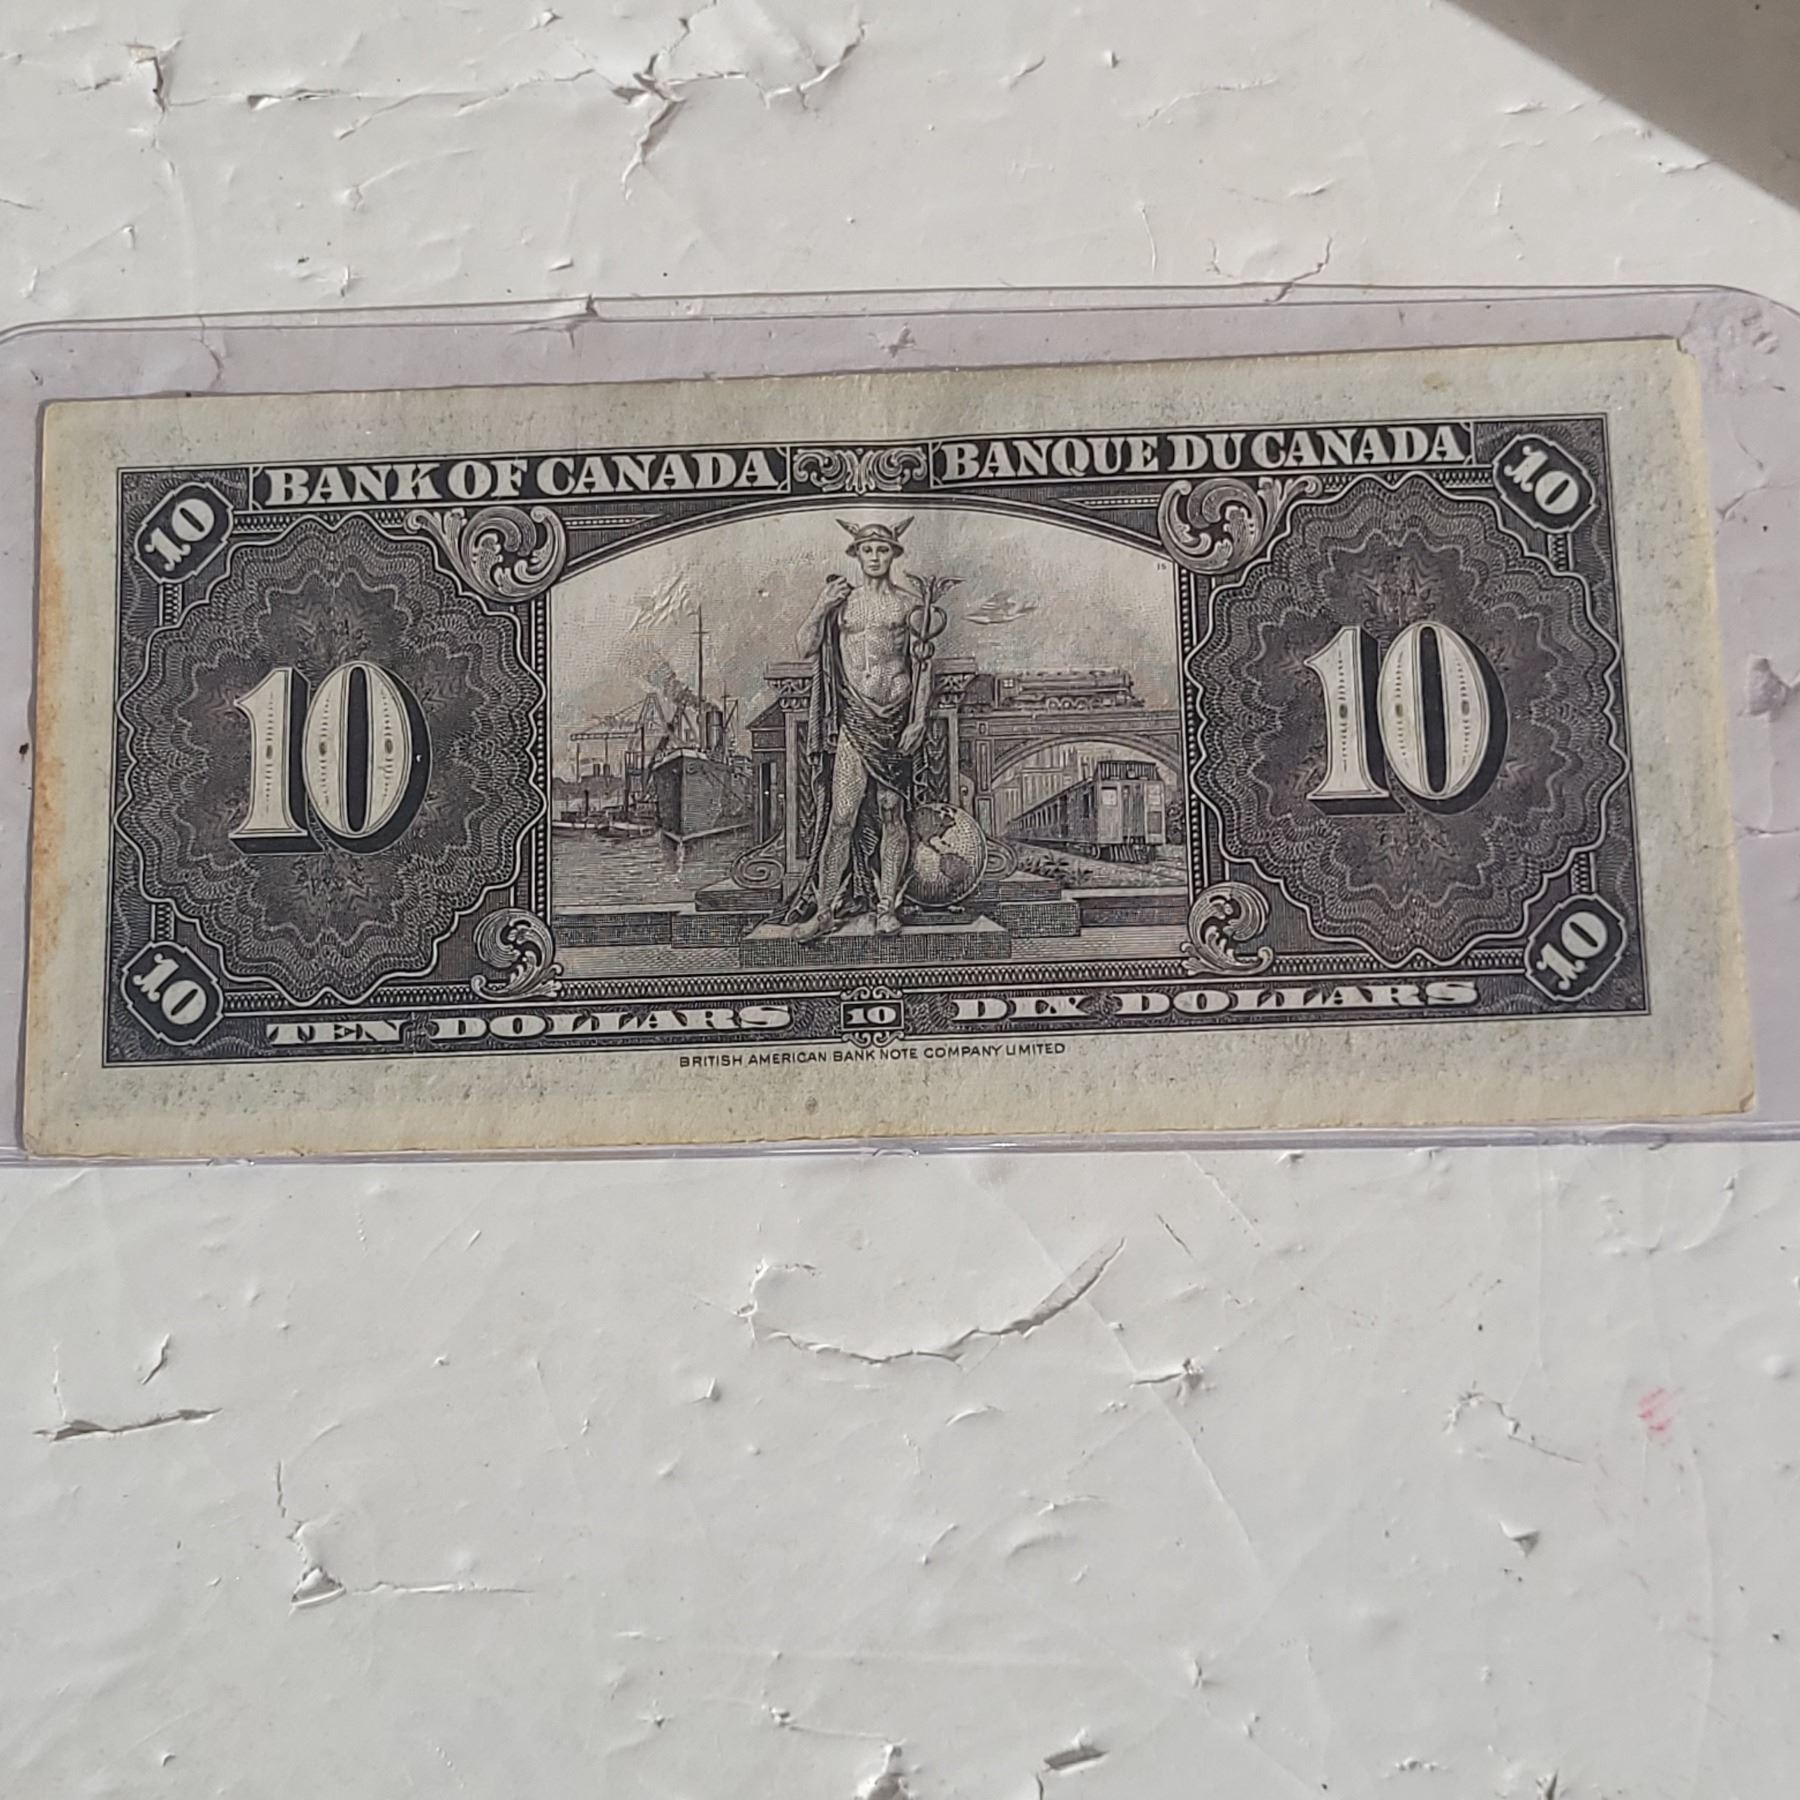 BANK OF CANADA BANQUE DU CANADA
10 10
15
10 10
10 10
TEN DOLLARS 10 DIX DOLLARS
BRITISH AMERICAN BANK NOTE COMPANY LIMITED